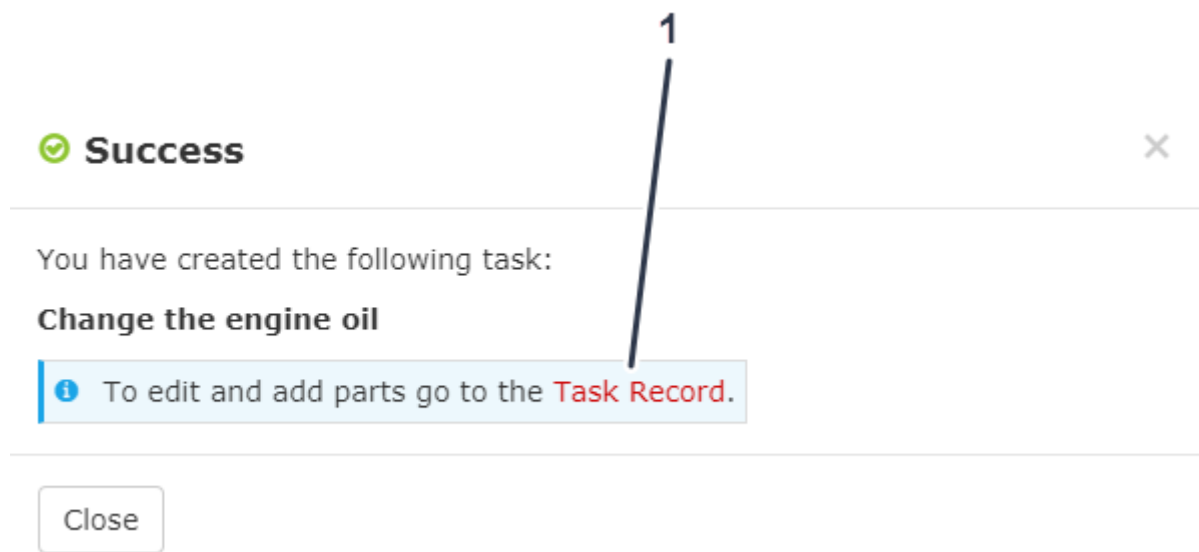 1
Success
You have created the following task:
Change the engine oil
To edit and add parts go to the Task Record.
Close